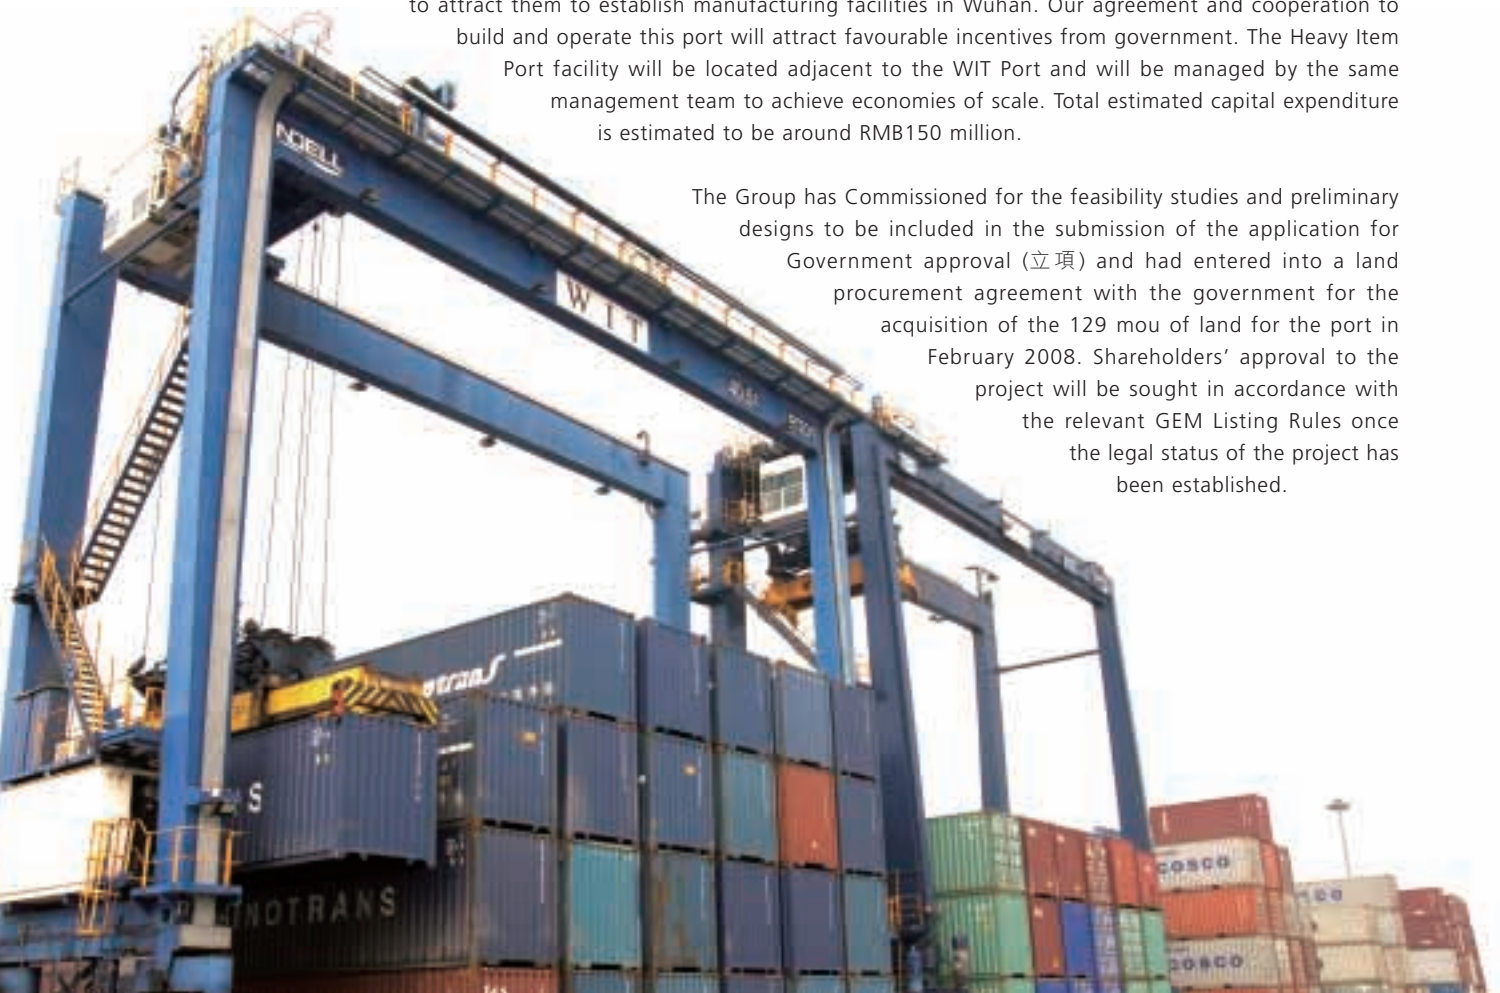 to attract them to establish manufacturing facilities in Wuhan. Our agreement and cooperation to
build and operate this port will attract favourable incentives from government. The Heavy Item
Port facility will be located adjacent to the WIT Port and will be managed by the same
management team to achieve economies of scale. Total estimated capital expenditure
is estimated to be around RMB150 million.
The Group has Commissioned for the feasibility studies and preliminary
designs to be included in the submission of the application for
Government approval (立項) and had entered into a land
procurement agreement with the government for the
acquisition of the 129 mou of land for the port in
February 2008. Shareholders’ approval to the
project will be sought in accordance with
the relevant GEM Listing Rules once
the legal status of the project has
been established.
NOELL
WIT
S
NOTRANS
COSCO
COSCO